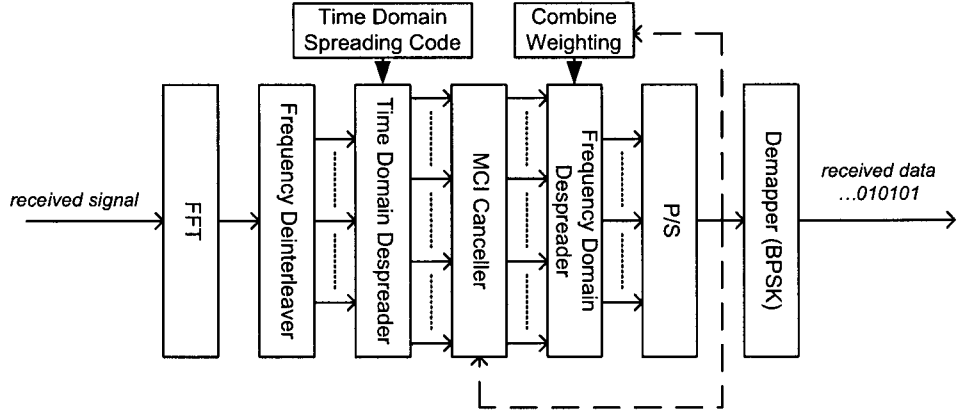 Time Domain
Spreading Code
Combine
Weighting
received signal
FFT
Frequency Deinterleaver
Time Domain Despreader
MCI Canceller
Frequency Domain
Despreader
P/S
Demapper (BPSK)
received data
...010101